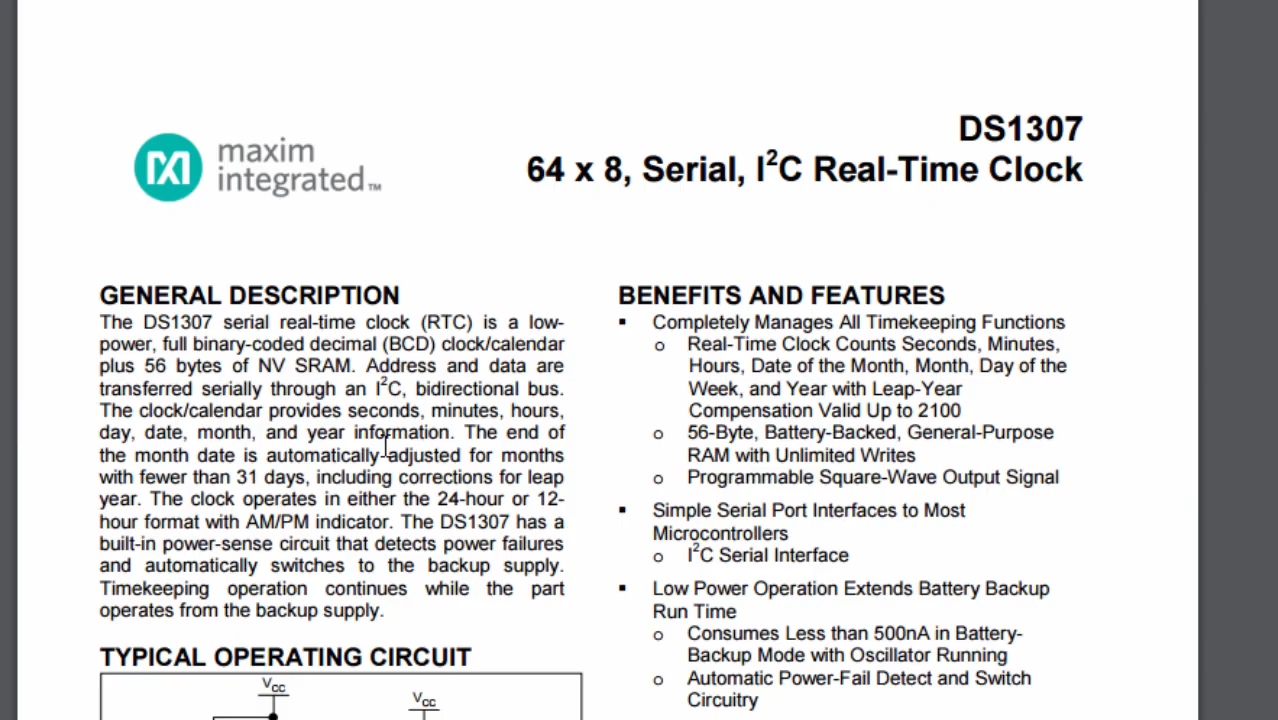 maxim
integrated™
DS1307
64 x 8, Serial, I²C Real-Time Clock
GENERAL DESCRIPTION
The DS1307 serial real-time clock (RTC) is a low-
power, full binary-coded decimal (BCD) clock/calendar
plus 56 bytes of NV SRAM. Address and data are
transferred serially through an I²C, bidirectional bus.
The clock/calendar provides seconds, minutes, hours,
day, date, month, and year information. The end of
the month date is automatically adjusted for months
with fewer than 31 days, including corrections for leap
year. The clock operates in either the 24-hour or 12-
hour format with AM/PM indicator. The DS1307 has a
built-in power-sense circuit that detects power failures
and automatically switches to the backup supply.
Timekeeping operation continues while the part
operates from the backup supply.
TYPICAL OPERATING CIRCUIT
VCC
VCC
BENEFITS AND FEATURES
▪ Completely Manages All Timekeeping Functions
o Real-Time Clock Counts Seconds, Minutes,
Hours, Date of the Month, Month, Day of the
Week, and Year with Leap-Year
Compensation Valid Up to 2100
o 56-Byte, Battery-Backed, General-Purpose
RAM with Unlimited Writes
o Programmable Square-Wave Output Signal
▪ Simple Serial Port Interfaces to Most
Microcontrollers
o I²C Serial Interface
▪ Low Power Operation Extends Battery Backup
Run Time
o Consumes Less than 500nA in Battery-
Backup Mode with Oscillator Running
o Automatic Power-Fail Detect and Switch
Circuitry